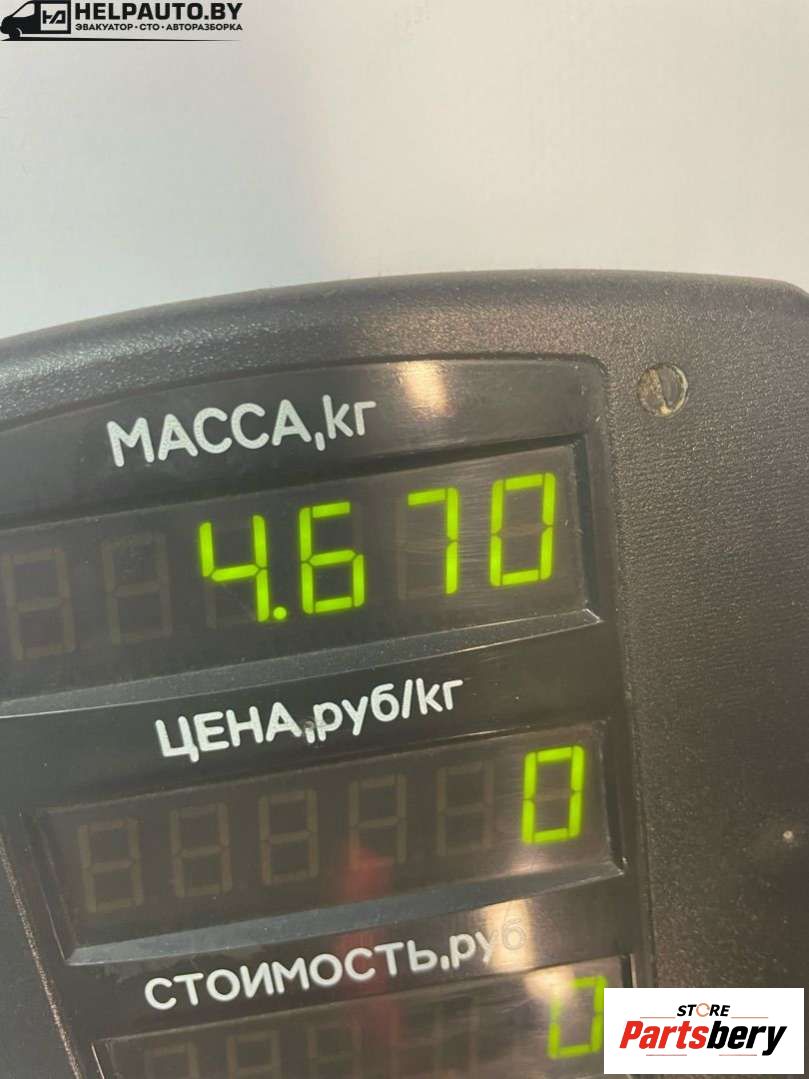 HELPAUTO.BY
ЭВАКУАТОР • СТО • АВТОРАЗБОРКА
МАССА,кг
4.670
ЦЕНА,руб/кг
0
СТОИМОСТЬ,руб
0
STORE
Partsbery